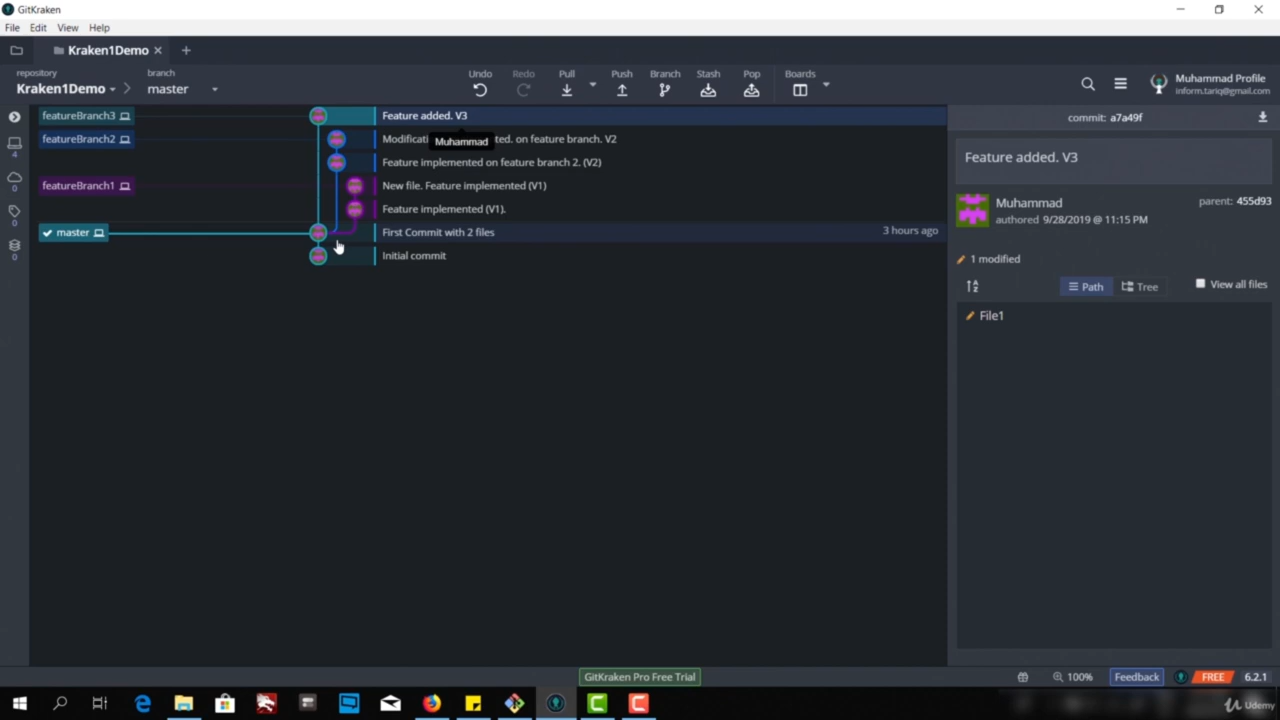 GitKraken
File Edit View Help
Kraken1Demo
repository branch
Kraken1Demo master
Undo Redo Pull Push Branch Stash Pop Boards
Muhammad Profile
inform.tariq@gmail.com
featureBranch3 Feature added. V3
featureBranch2 Modificati ted. on feature branch. V2
Muhammad
Feature implemented on feature branch 2. (V2)
featureBranch1 New file. Feature implemented (V1)
Feature implemented (V1).
master First Commit with 2 files 3 hours ago
Initial commit
4
0
0
0
commit: a7a49f
Feature added. V3
Muhammad parent: 455d93
authored 9/28/2019 @ 11:15 PM
1 modified
Path Tree View all files
File1
GitKraken Pro Free Trial 100% Feedback FREE 6.2.1
Udemy